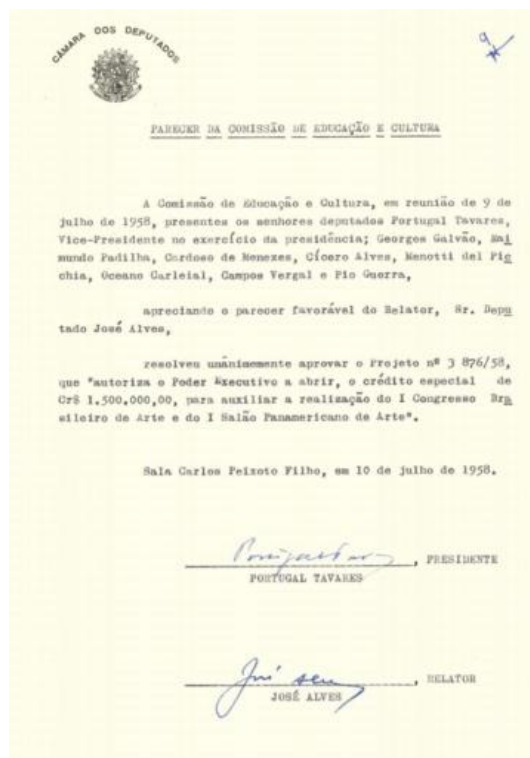 CÂMARA DOS DEPUTADOS
9
PARECER DA COMISSÃO DE EDUCAÇÃO E CULTURA
A Comissão de Educação e Cultura, em reunião de 9 de
julho de 1958, presentes os senhores deputados Portugal Tavares,
Vice-Presidente no exercício da presidência; Georges Galvão, Rai
mundo Padilha, Cardoso de Menezes, Cícero Alves, Menotti del Pic
chia, Oceano Carleial, Campos Vergal e Pio Guerra,
apreciando o parecer favorável do Relator, Sr. Depu
tado José Alves,
resolveu unânimemente aprovar o Projeto nº 3 876/58,
que "autoriza o Poder Executivo a abrir, o crédito especial de
Cr$ 1.500.000,00, para auxiliar a realização do I Congresso Bra
sileiro de Arte e do I Salão Panamericano de Arte".
Sala Carlos Peixoto Filho, em 10 de julho de 1958.
, PRESIDENTE
PORTUGAL TAVARES
, RELATOR
JOSÉ ALVES